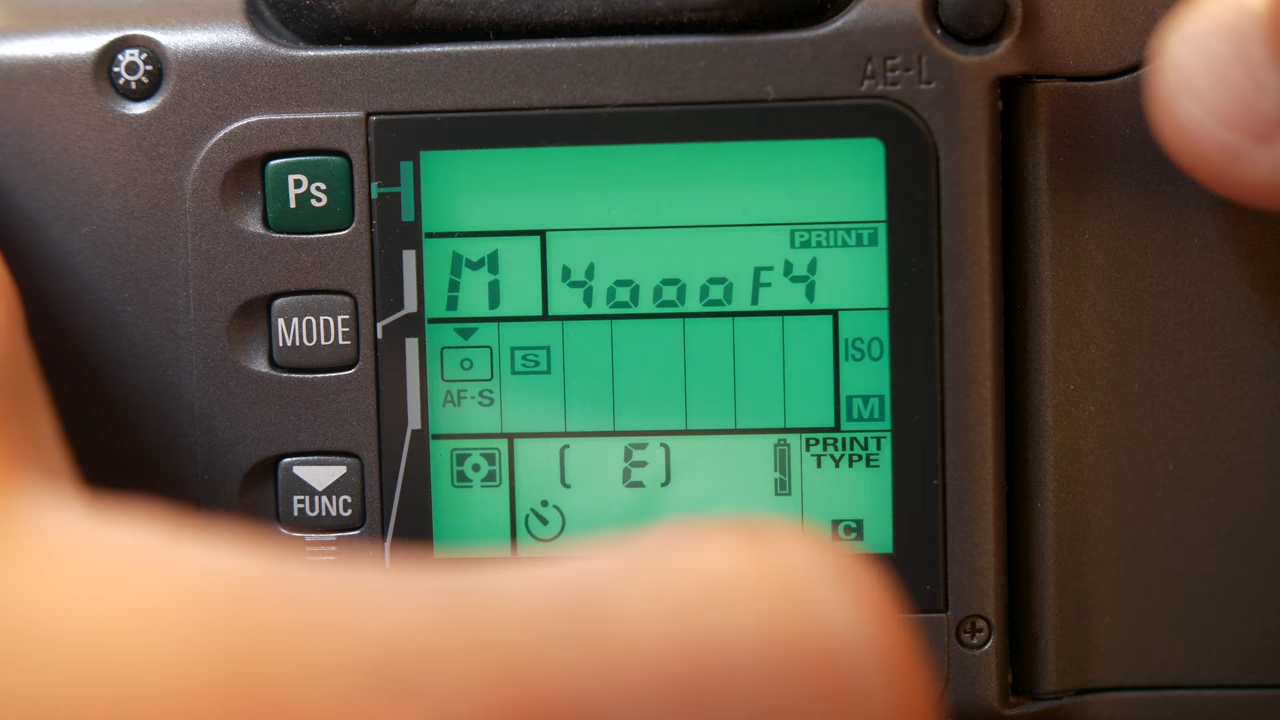 AE-L
Ps
PRINT
M 4000 F4
MODE
S
ISO
AF-S
M
( E)
PRINT
TYPE
FUNC
C